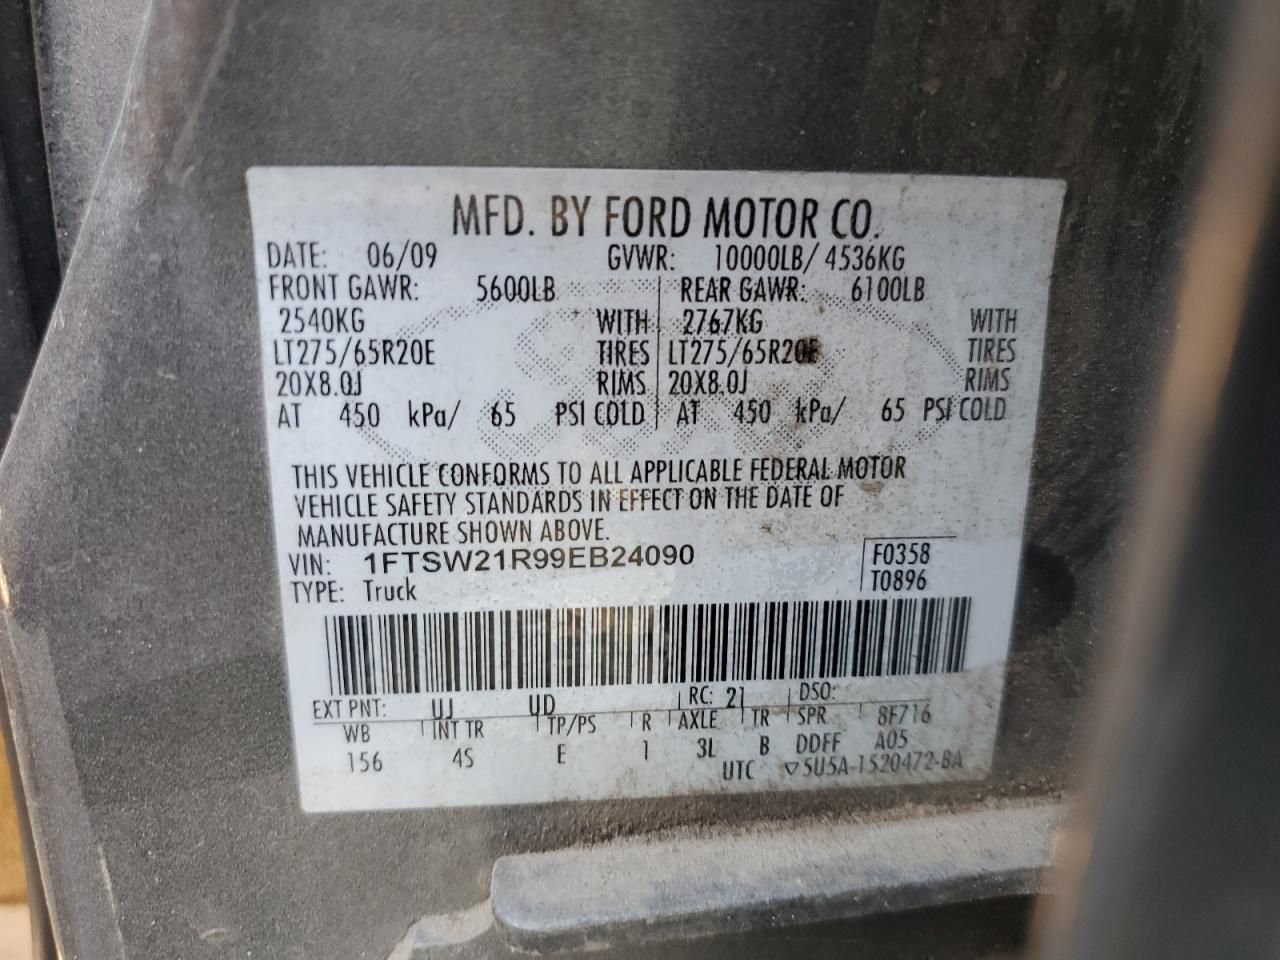 MFD. BY FORD MOTOR CO.
DATE: 06/09 GVWR: 10000LB/ 4536KG
FRONT GAWR: 5600LB REAR GAWR: 6100LB
2540KG WITH 2767KG WITH
LT275/65R20E TIRES LT275/65R20E TIRES
20X8.0J RIMS 20X8.0J RIMS
AT 450 kPa/ 65 PSI COLD AT 450 kPa/ 65 PSI COLD
THIS VEHICLE CONFORMS TO ALL APPLICABLE FEDERAL MOTOR
VEHICLE SAFETY STANDARDS IN EFFECT ON THE DATE OF
MANUFACTURE SHOWN ABOVE.
VIN: 1FTSW21R99EB24090 F0358
TYPE: Truck T0896
EXT PNT: UJ UD RC: 21 DSO:
WB INT TR TP/PS R AXLE TR SPR 8F716
156 4S E 1 3L B DDFF A05
UTC ▽5U5A-1520472-BA